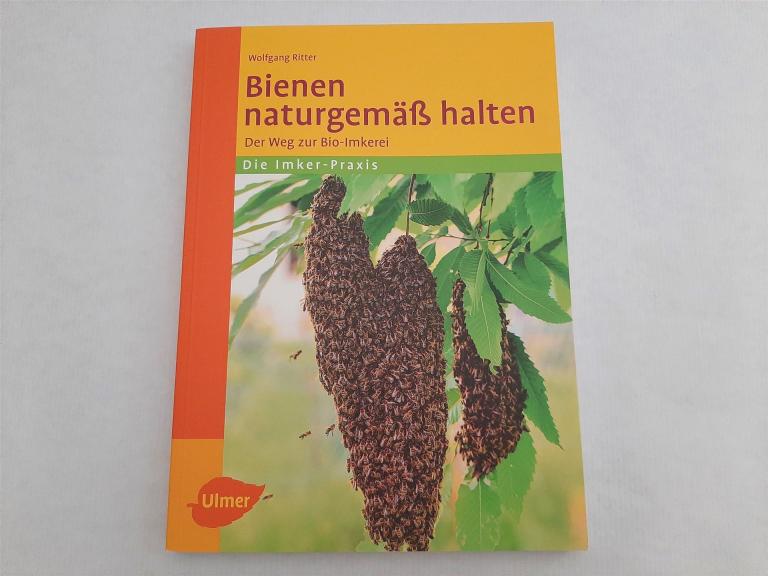 Wolfgang Ritter
Bienen
naturgemäß halten
Der Weg zur Bio-Imkerei
Die Imker-Praxis
Ulmer